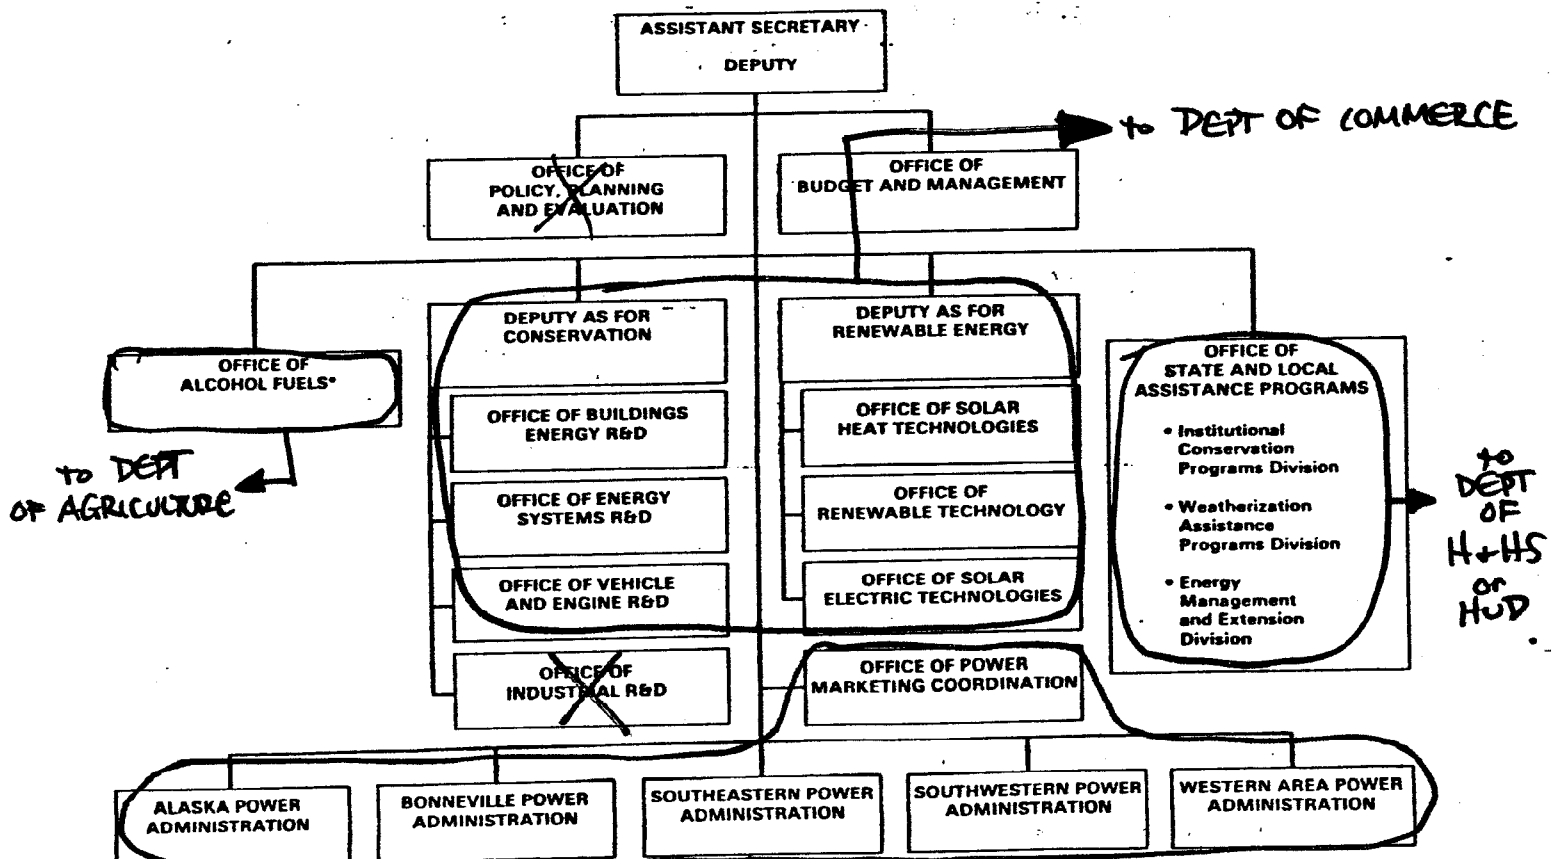 ASSISTANT SECRETARY
DEPUTY
to DEPT OF COMMERCE
OFFICE OF
POLICY, PLANNING
AND EVALUATION
OFFICE OF
BUDGET AND MANAGEMENT
OFFICE OF
ALCOHOL FUELS*
to DEPT
OF AGRICULTURE
DEPUTY AS FOR
CONSERVATION
OFFICE OF BUILDINGS
ENERGY R&D
OFFICE OF ENERGY
SYSTEMS R&D
OFFICE OF VEHICLE
AND ENGINE R&D
OFFICE OF
INDUSTRIAL R&D
DEPUTY AS FOR
RENEWABLE ENERGY
OFFICE OF SOLAR
HEAT TECHNOLOGIES
OFFICE OF
RENEWABLE TECHNOLOGY
OFFICE OF SOLAR
ELECTRIC TECHNOLOGIES
OFFICE OF POWER
MARKETING COORDINATION
OFFICE OF
STATE AND LOCAL
ASSISTANCE PROGRAMS
• Institutional
Conservation
Programs Division
• Weatherization
Assistance
Programs Division
• Energy
Management
and Extension
Division
to
DEPT
OF
H+HS
or
HUD
ALASKA POWER
ADMINISTRATION
BONNEVILLE POWER
ADMINISTRATION
SOUTHEASTERN POWER
ADMINISTRATION
SOUTHWESTERN POWER
ADMINISTRATION
WESTERN AREA POWER
ADMINISTRATION